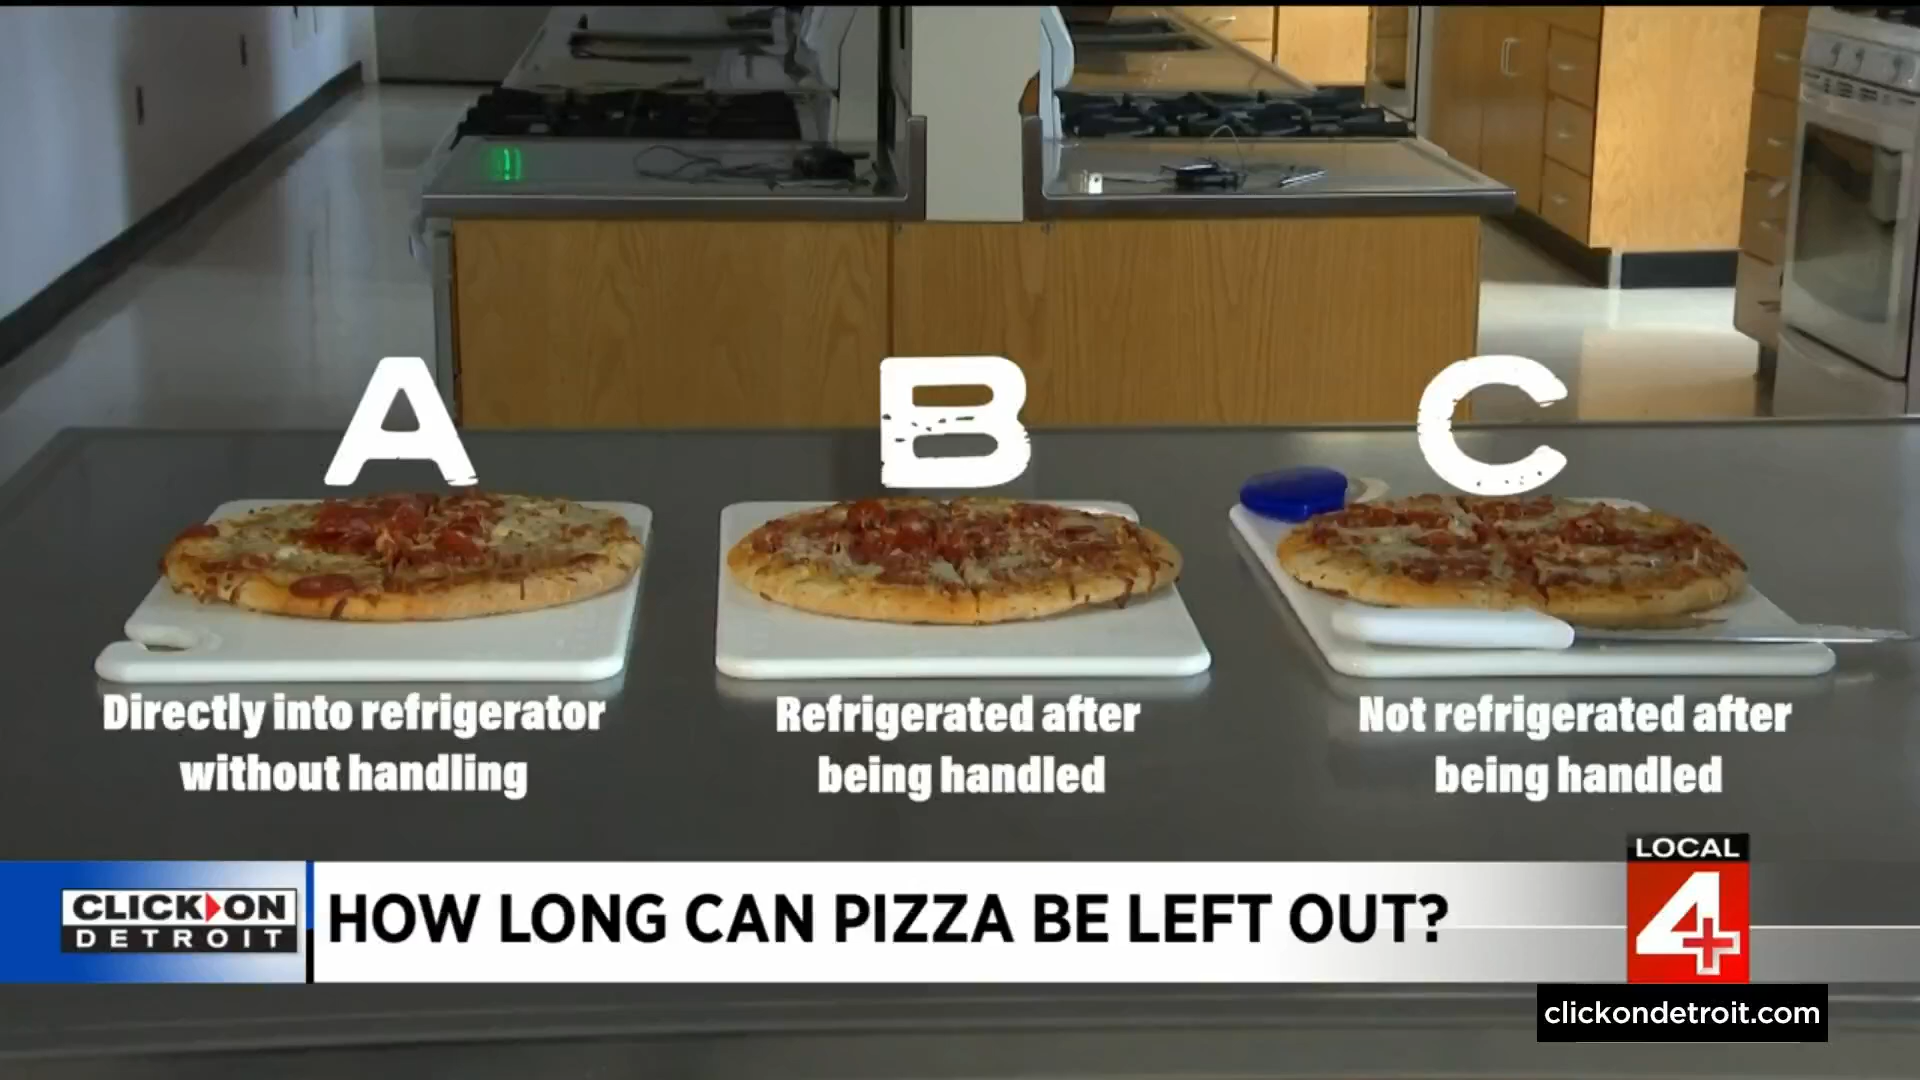 A
B
C
Directly into refrigerator
without handling
Refrigerated after
being handled
Not refrigerated after
being handled
CLICK ON
DETROIT
HOW LONG CAN PIZZA BE LEFT OUT?
LOCAL
4+
clickondetroit.com